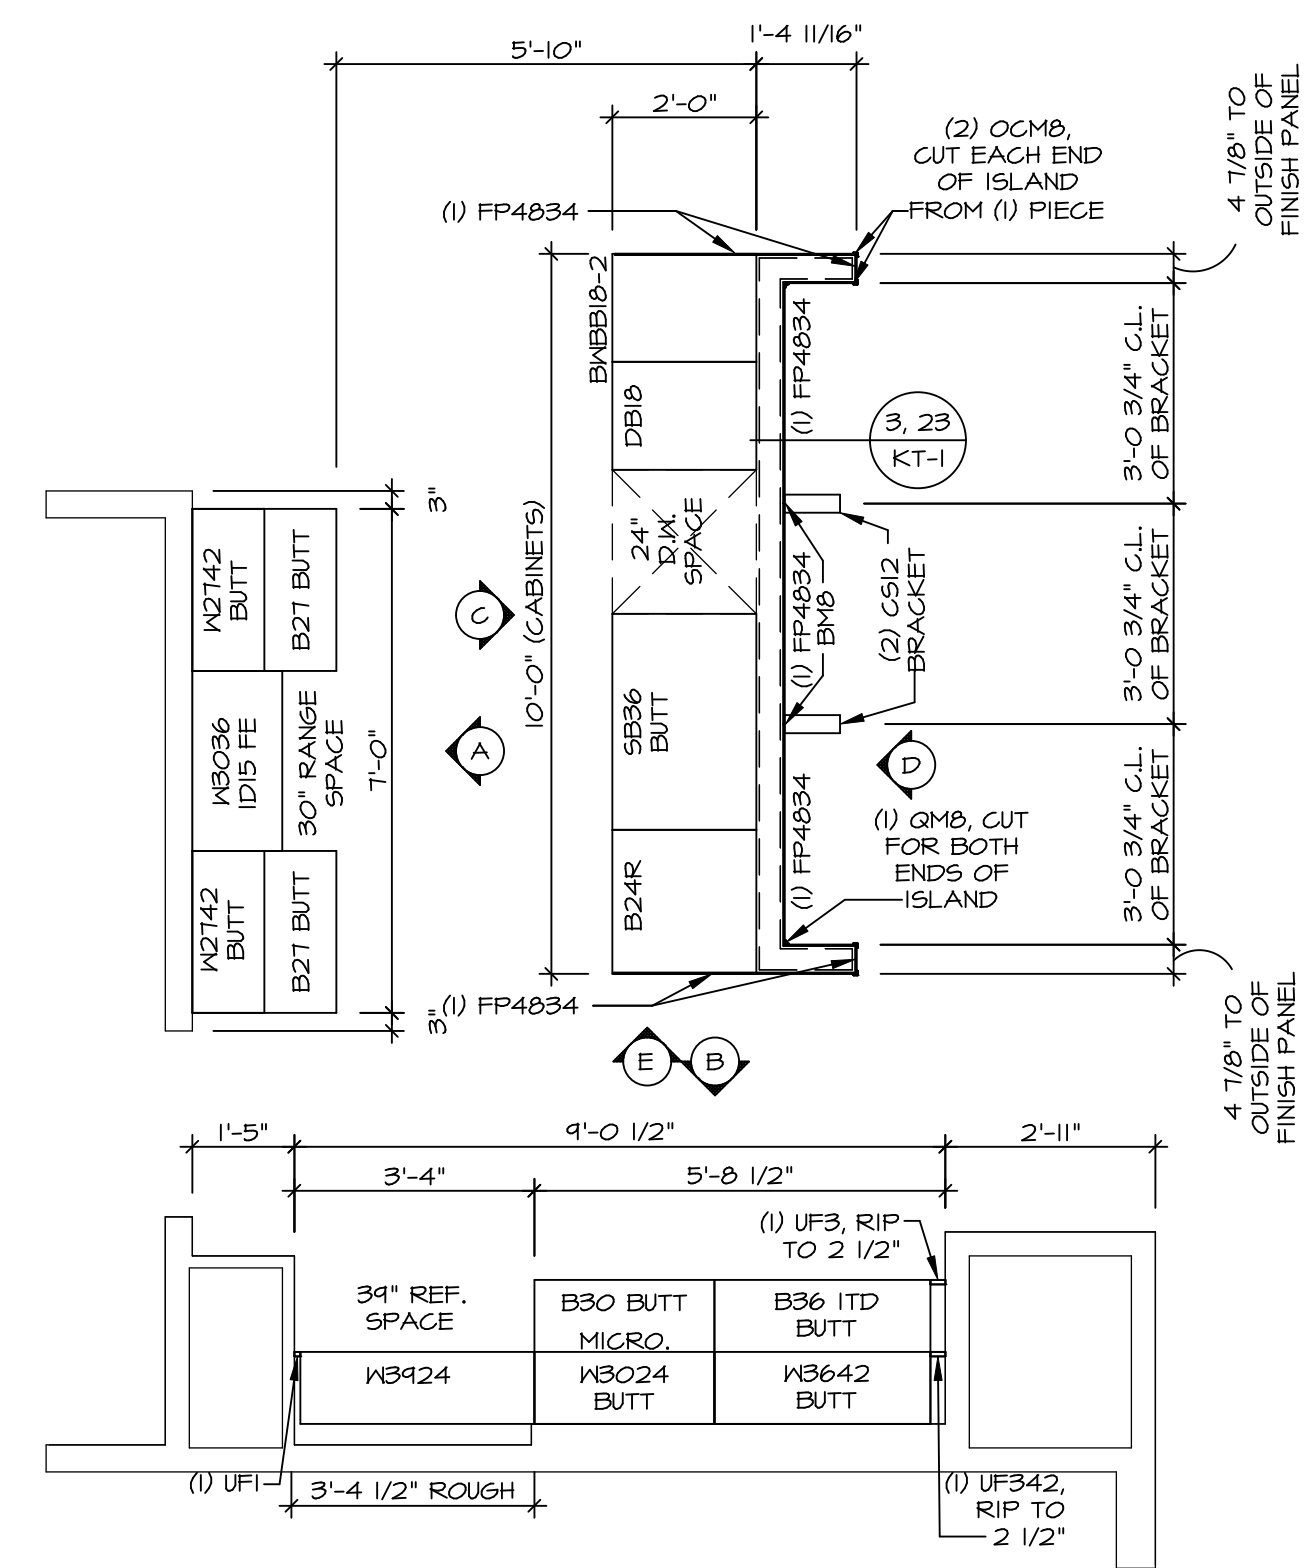 5'-10"
1'-4 11/16"
2'-0"
(2) OCM8,
CUT EACH END
OF ISLAND
FROM (1) PIECE
4 7/8" TO
OUTSIDE OF
FINISH PANEL
(1) FP4834
BWBB18-2
DB18
24"
D.W.
SPACE
SB36
BUTT
B24R
10'-0" (CABINETS)
(1) FP4834
3, 23
KT-1
(1) FP4834
BM8
(2) CS12
BRACKET
(1) FP4834
3'-0 3/4" C.L.
OF BRACKET
3'-0 3/4" C.L.
OF BRACKET
3'-0 3/4" C.L.
OF BRACKET
3"
W2742
BUTT
B27 BUTT
W3036
1D15 FE
30" RANGE
SPACE
7'-0"
W2742
BUTT
B27 BUTT
3"
C
A
D
(1) QM8, CUT
FOR BOTH
ENDS OF
ISLAND
(1) FP4834
E
B
4 7/8" TO
OUTSIDE OF
FINISH PANEL
1'-5"
9'-0 1/2"
2'-11"
3'-4"
5'-8 1/2"
(1) UF3, RIP
TO 2 1/2"
39" REF.
SPACE
B30 BUTT
MICRO.
B36 1TD
BUTT
W3924
W3024
BUTT
W3642
BUTT
(1) UF1
3'-4 1/2" ROUGH
(1) UF342,
RIP TO
2 1/2"